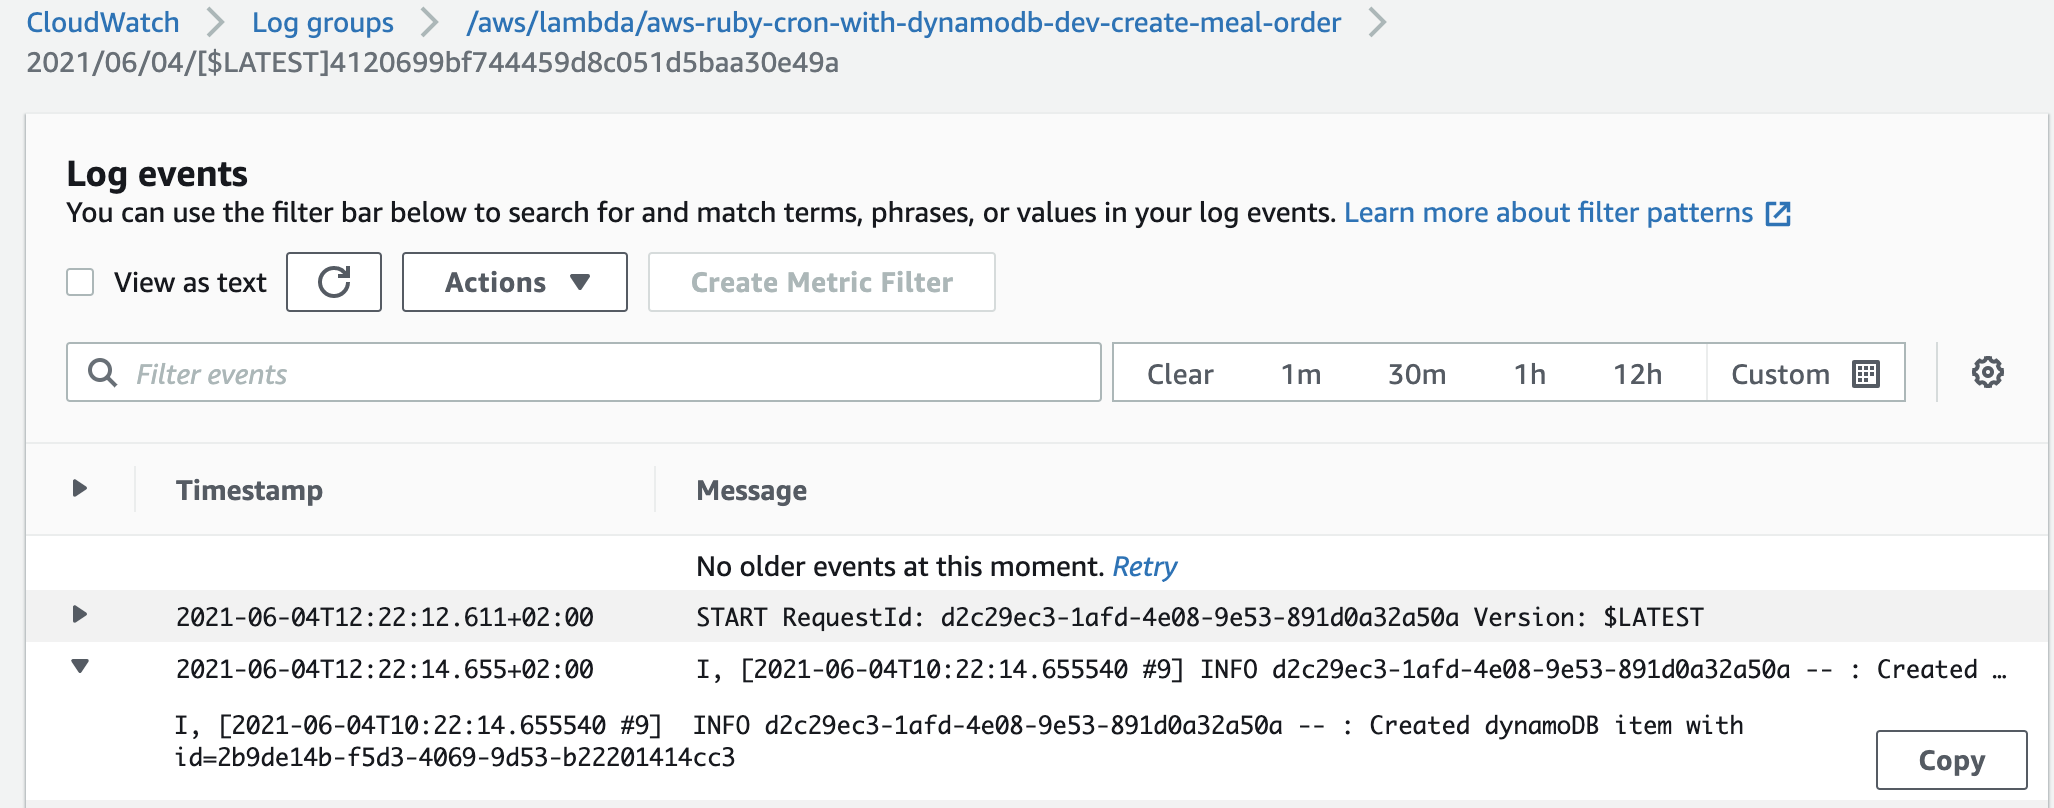 CloudWatch Log groups /aws/lambda/aws-ruby-cron-with-dynamodb-dev-create-meal-order
2021/06/04/[$LATEST]4120699bf744459d8c051d5baa30e49a
Log events
You can use the filter bar below to search for and match terms, phrases, or values in your log events. Learn more about filter patterns
View as text Actions Create Metric Filter
Filter events Clear 1m 30m 1h 12h Custom
Timestamp Message
No older events at this moment. Retry
2021-06-04T12:22:12.611+02:00 START RequestId: d2c29ec3-1afd-4e08-9e53-891d0a32a50a Version: $LATEST
2021-06-04T12:22:14.655+02:00 I, [2021-06-04T10:22:14.655540 #9] INFO d2c29ec3-1afd-4e08-9e53-891d0a32a50a -- : Created …
I, [2021-06-04T10:22:14.655540 #9]  INFO d2c29ec3-1afd-4e08-9e53-891d0a32a50a -- : Created dynamoDB item with
id=2b9de14b-f5d3-4069-9d53-b22201414cc3
Copy